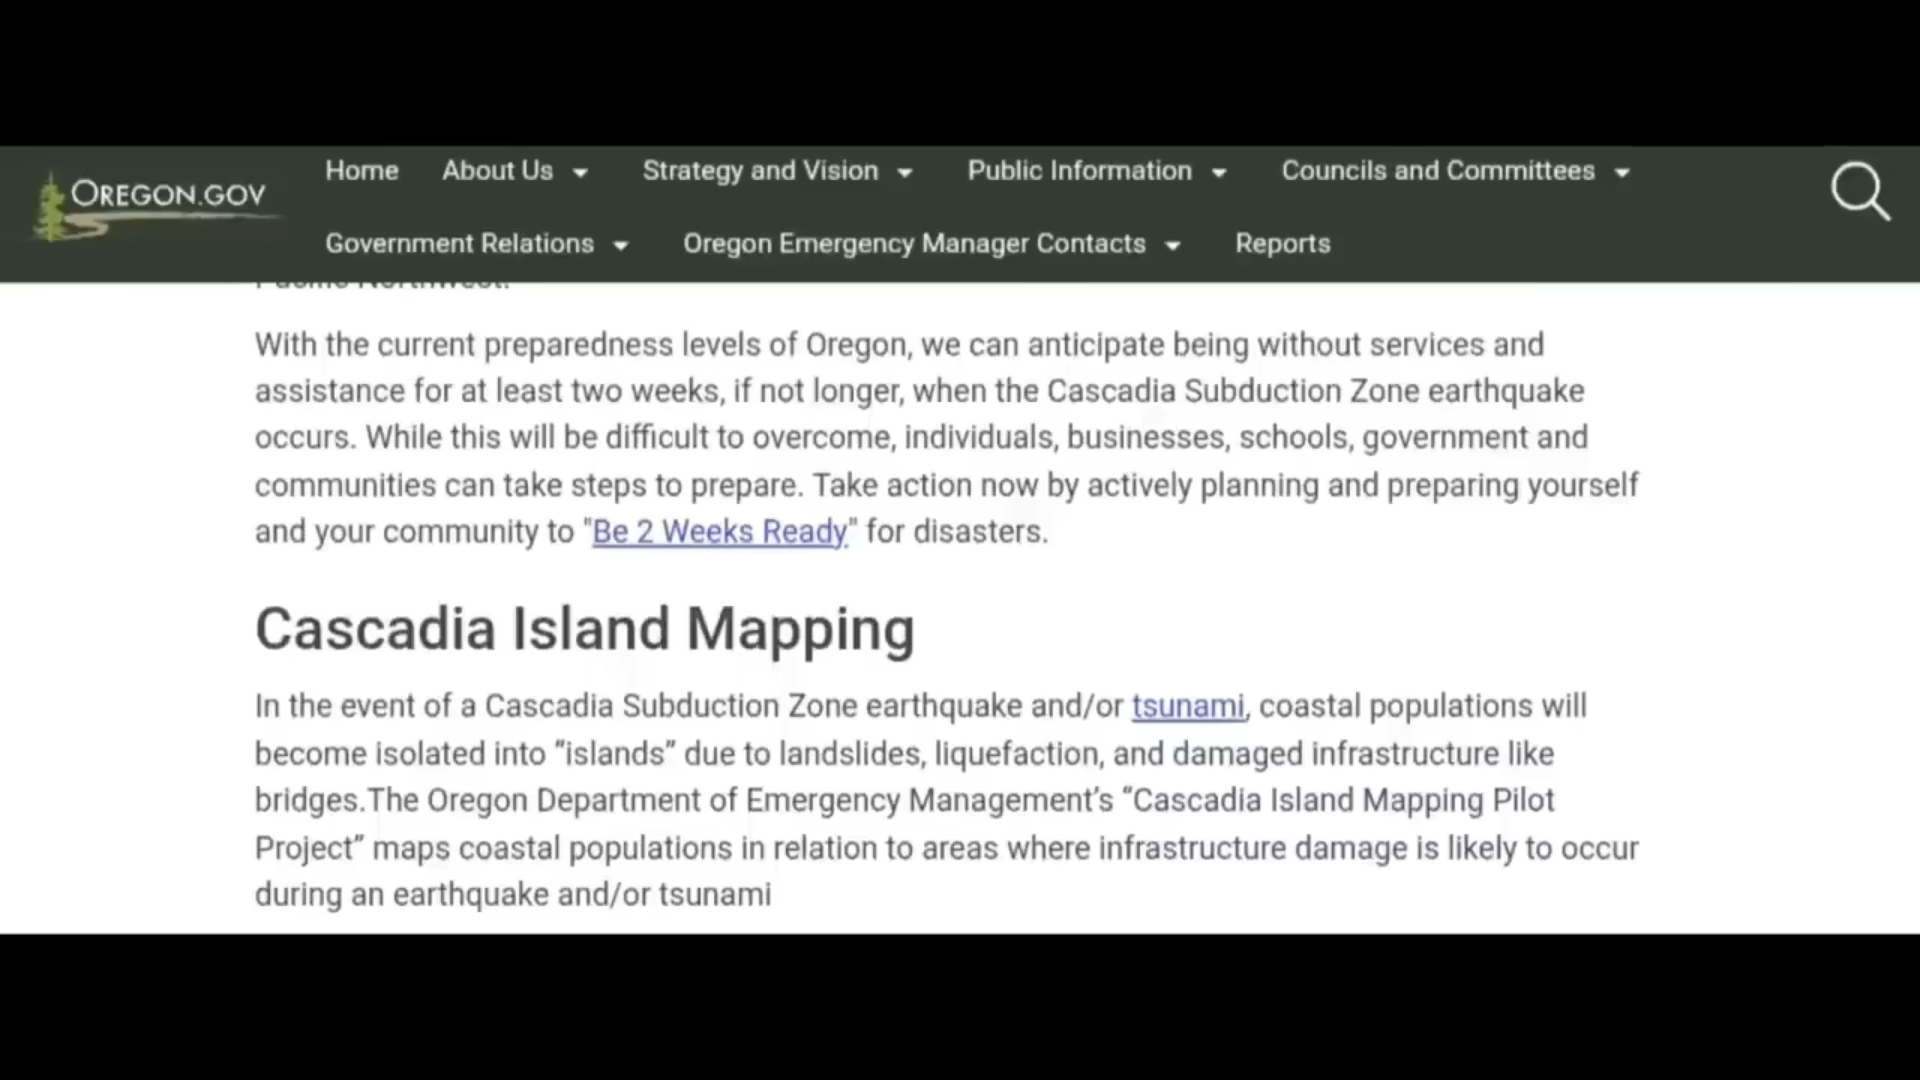 OREGON.GOV
Home About Us Strategy and Vision Public Information Councils and Committees
Government Relations Oregon Emergency Manager Contacts Reports
Pacific Northwest.
With the current preparedness levels of Oregon, we can anticipate being without services and
assistance for at least two weeks, if not longer, when the Cascadia Subduction Zone earthquake
occurs. While this will be difficult to overcome, individuals, businesses, schools, government and
communities can take steps to prepare. Take action now by actively planning and preparing yourself
and your community to "Be 2 Weeks Ready" for disasters.
Cascadia Island Mapping
In the event of a Cascadia Subduction Zone earthquake and/or tsunami, coastal populations will
become isolated into “islands” due to landslides, liquefaction, and damaged infrastructure like
bridges.The Oregon Department of Emergency Management’s “Cascadia Island Mapping Pilot
Project” maps coastal populations in relation to areas where infrastructure damage is likely to occur
during an earthquake and/or tsunami